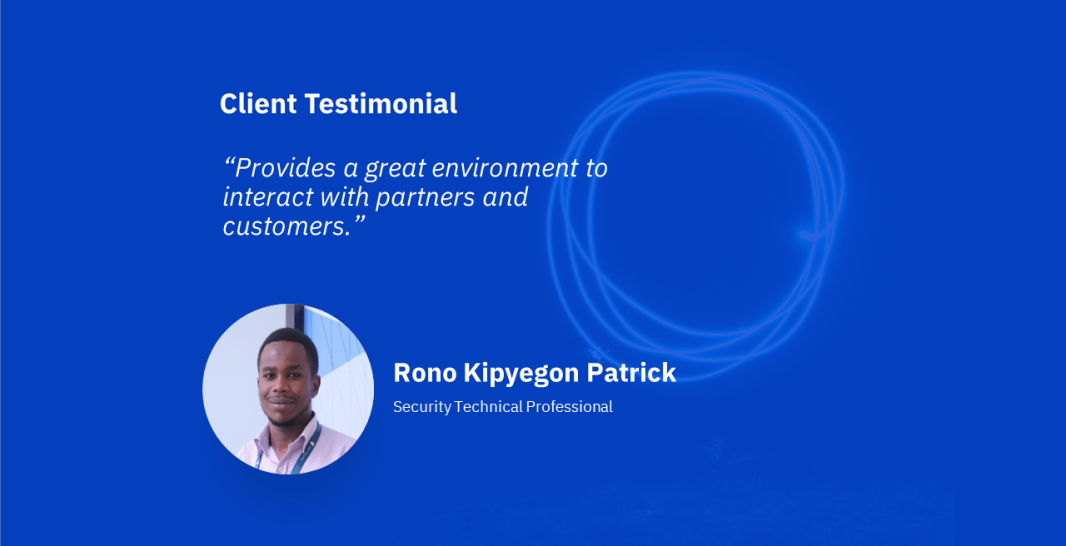 Client Testimonial
“Provides a great environment to
interact with partners and
customers.”
Rono Kipyegon Patrick
Security Technical Professional